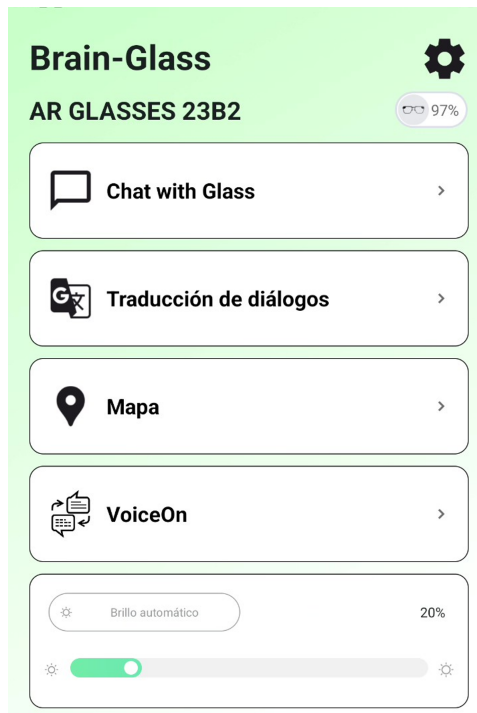 Brain-Glass
AR GLASSES 23B2
97%
Chat with Glass
Traducción de diálogos
Mapa
VoiceOn
Brillo automático
20%